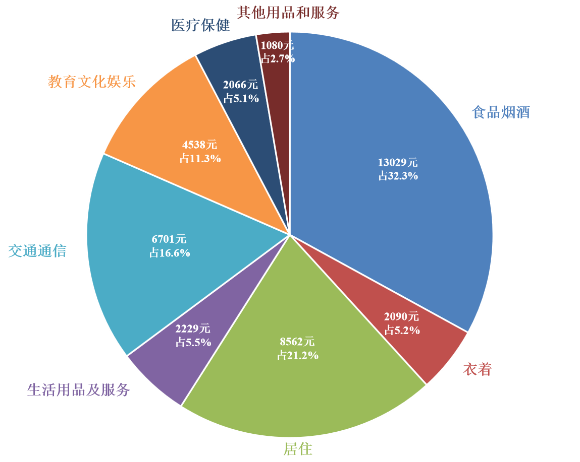 其他用品和服务
医疗保健
1080元
占2.7%
教育文化娱乐
2066元
占5.1%
食品烟酒
4538元
占11.3%
13029元
占32.3%
交通通信
6701元
占16.6%
2229元
占5.5%
2090元
占5.2%
8562元
占21.2%
衣着
生活用品及服务
居住